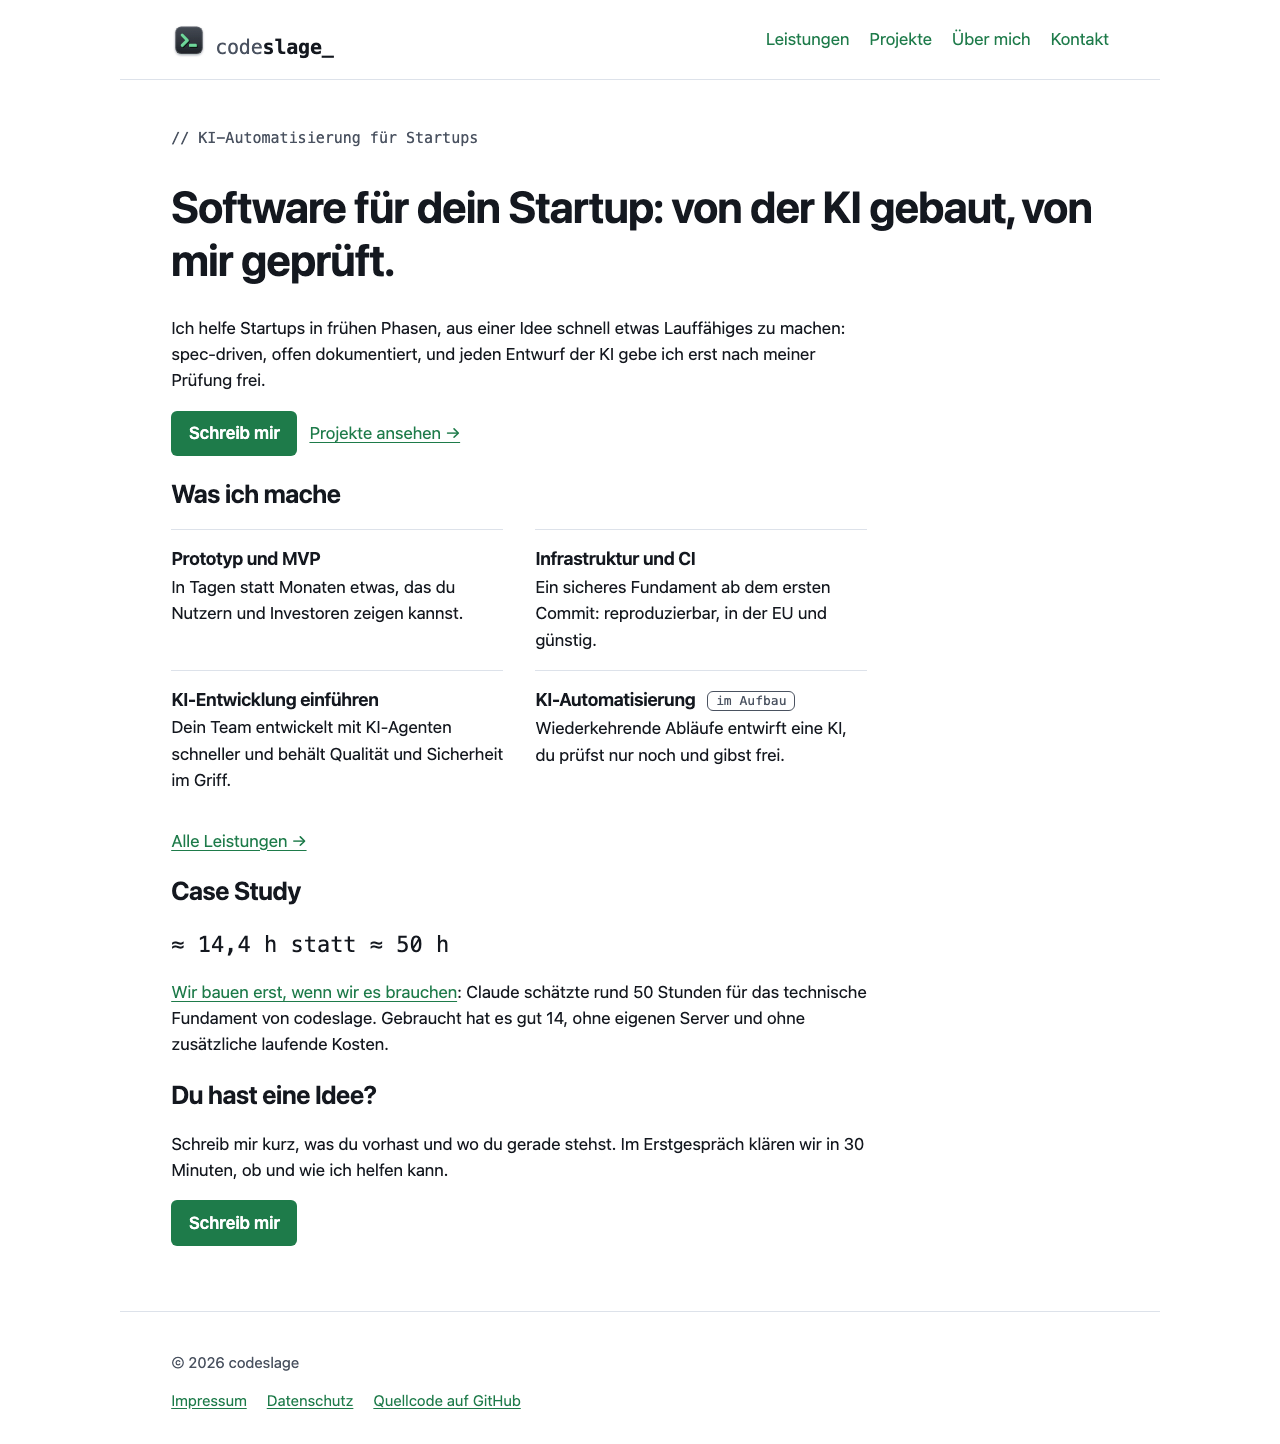 codeslage_
Leistungen Projekte Über mich Kontakt
// KI-Automatisierung für Startups
Software für dein Startup: von der KI gebaut, von
mir geprüft.
Ich helfe Startups in frühen Phasen, aus einer Idee schnell etwas Lauffähiges zu machen:
spec-driven, offen dokumentiert, und jeden Entwurf der KI gebe ich erst nach meiner
Prüfung frei.
Schreib mir Projekte ansehen →
Was ich mache
Prototyp und MVP
In Tagen statt Monaten etwas, das du
Nutzern und Investoren zeigen kannst.
Infrastruktur und CI
Ein sicheres Fundament ab dem ersten
Commit: reproduzierbar, in der EU und
günstig.
KI-Entwicklung einführen
Dein Team entwickelt mit KI-Agenten
schneller und behält Qualität und Sicherheit
im Griff.
KI-Automatisierung im Aufbau
Wiederkehrende Abläufe entwirft eine KI,
du prüfst nur noch und gibst frei.
Alle Leistungen →
Case Study
≈ 14,4 h statt ≈ 50 h
Wir bauen erst, wenn wir es brauchen: Claude schätzte rund 50 Stunden für das technische
Fundament von codeslage. Gebraucht hat es gut 14, ohne eigenen Server und ohne
zusätzliche laufende Kosten.
Du hast eine Idee?
Schreib mir kurz, was du vorhast und wo du gerade stehst. Im Erstgespräch klären wir in 30
Minuten, ob und wie ich helfen kann.
Schreib mir
© 2026 codeslage
Impressum Datenschutz Quellcode auf GitHub